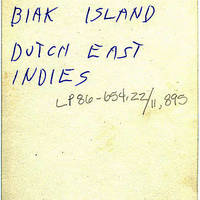 BIAK ISLAND
DUTCH EAST
INDIES
LP86-654.22/11,895